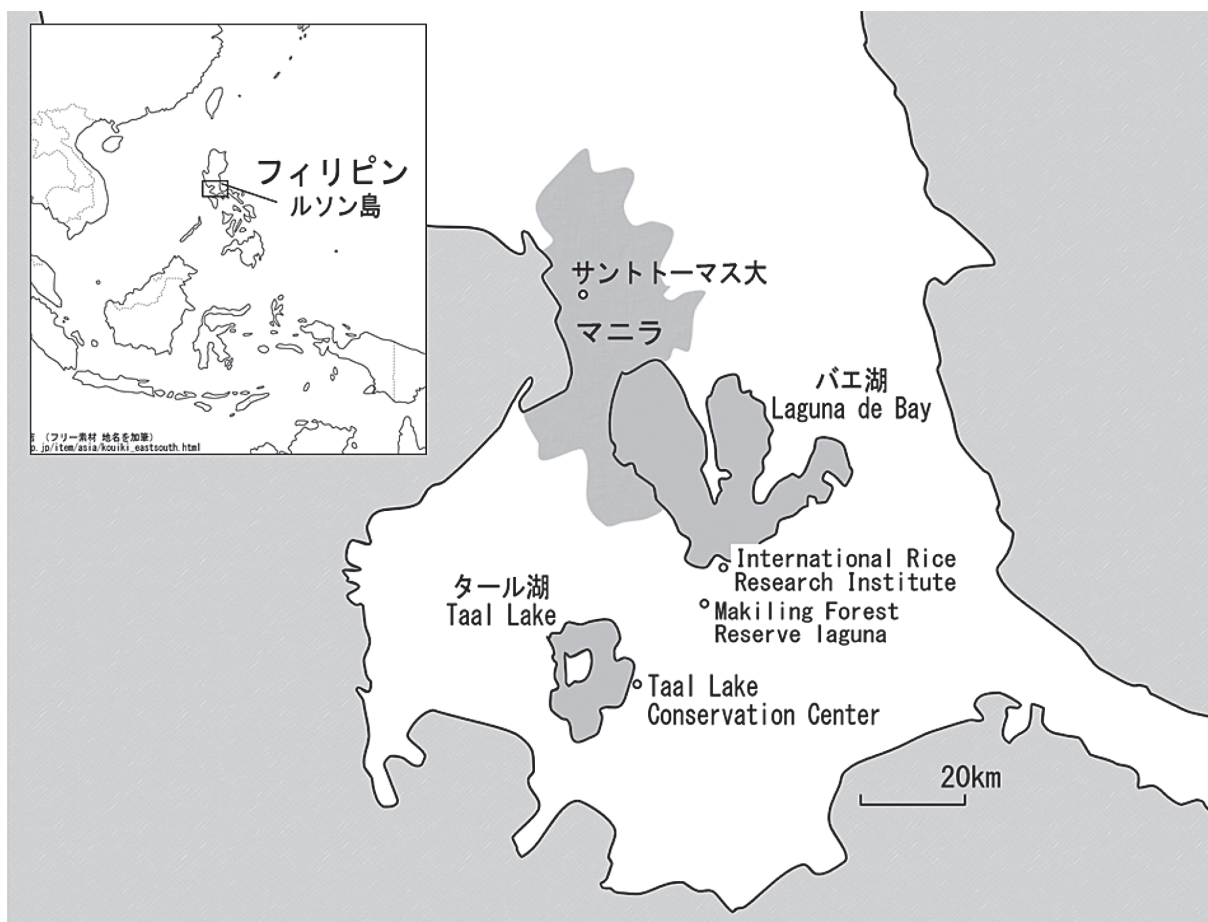 フィリピン
ルソン島
（フリー素材 地名を加筆）
p.jp/item/asia/kouiki_eastsouth.html
サントトーマス大
マニラ
バエ湖
Laguna de Bay
International Rice
Research Institute
タール湖
Taal Lake
Makiling Forest
Reserve laguna
Taal Lake
Conservation Center
20km